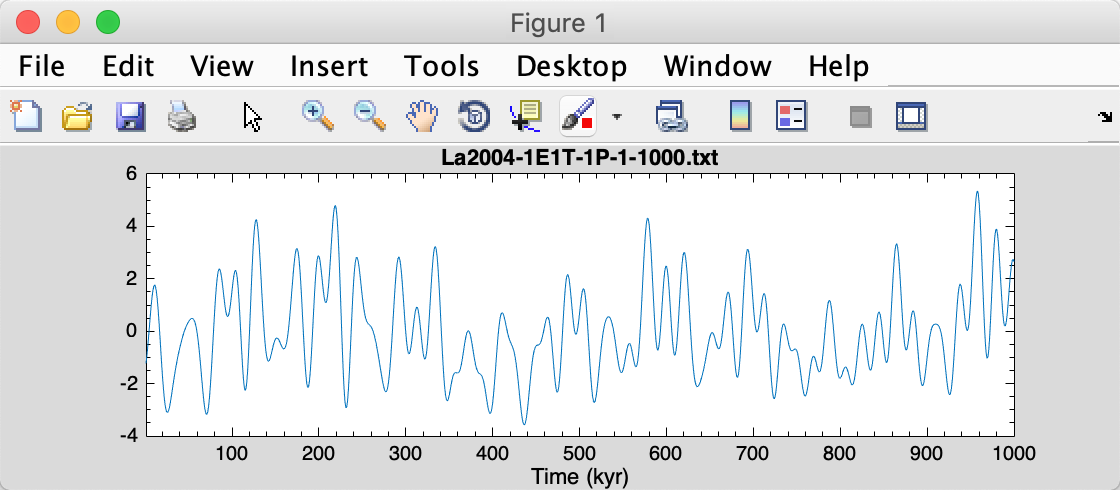 Figure 1
File Edit View Insert Tools Desktop Window Help
La2004-1E1T-1P-1-1000.txt
6
4
2
0
-2
-4
100 200 300 400 500 600 700 800 900 1000
Time (kyr)